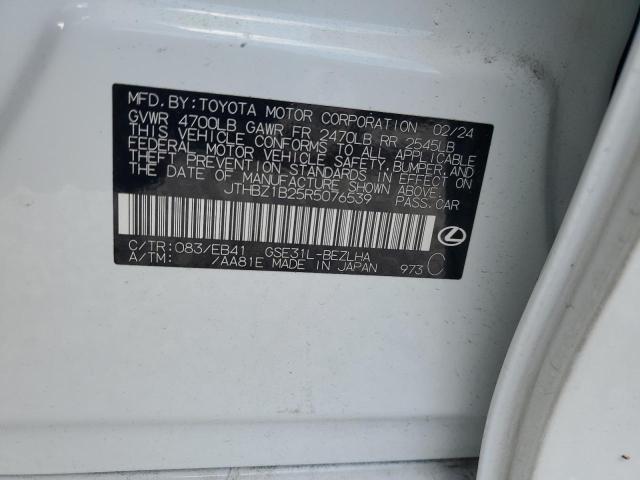 MFD. BY: TOYOTA MOTOR CORPORATION 02/24
GVWR 4700LB GAWR FR 2470LB RR 2545LB
THIS VEHICLE CONFORMS TO ALL APPLICABLE
FEDERAL MOTOR VEHICLE SAFETY, BUMPER, AND
THEFT PREVENTION STANDARDS IN EFFECT ON
THE DATE OF MANUFACTURE SHOWN ABOVE.
JTHBZ1B25R5076539 PASS. CAR
C/TR: 083/EB41 GSE31L-BEZLHA
A/TM: /AA81E MADE IN JAPAN 973 C